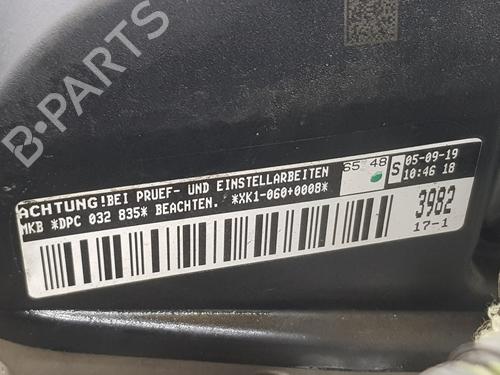 ACHTUNG!BEI PRUEF- UND EINSTELLARBEITEN
MKB *DPC 032 835* BEACHTEN. *XK1-060+0008*
65 48
S
05-09-19
10:46 18
3982
17-1
B-PARTS